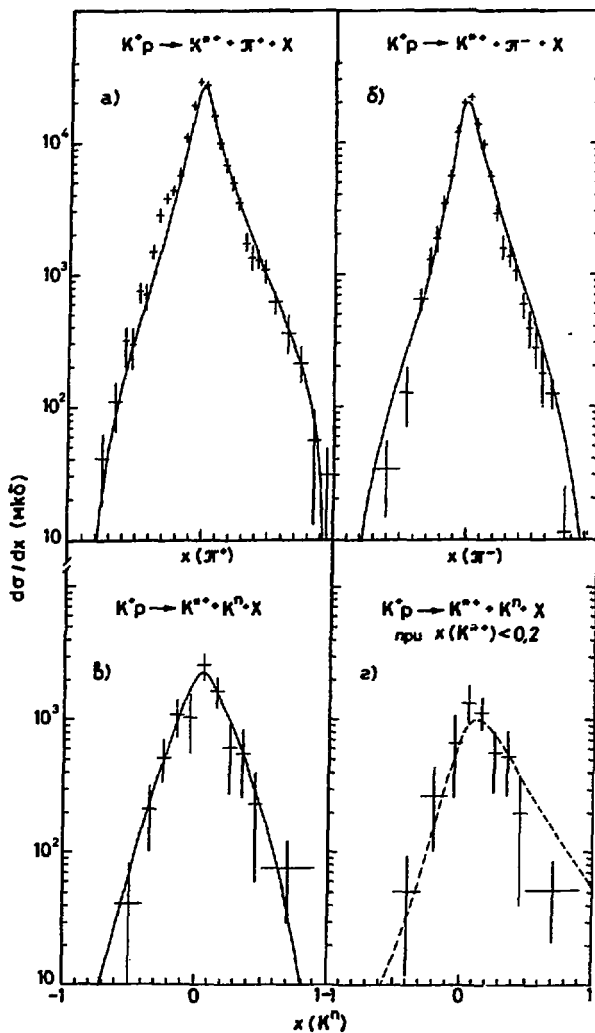 K⁺p → K*⁺ + π⁺ + X
K⁺p → K*⁺ + π⁻ + X
а)
б)
10⁴
10³
10²
10
x (π⁺)
x (π⁻)
dσ/dx (мкб)
K⁺p → K*⁺ + Kⁿ + X
K⁺p → K*⁺ + Kⁿ + X
при x (K*⁺) < 0,2
в)
г)
10³
10²
10
-1
0
1
-1
0
1
x (Kⁿ)